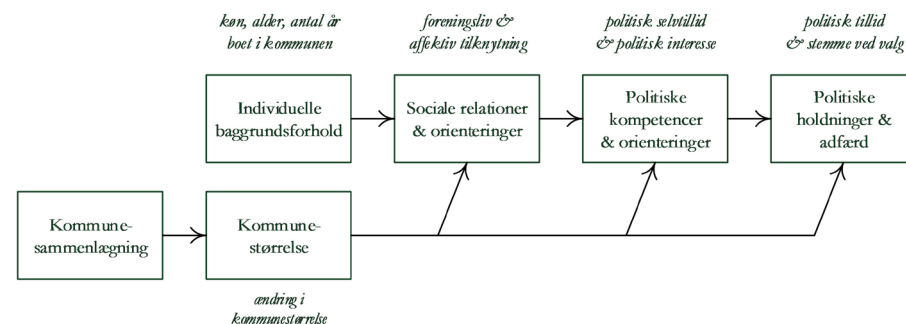 køn, alder, antal år
boet i kommunen
foreningsliv &
affektiv tilknytning
politisk selvtillid
& politisk interesse
politisk tillid
& stemme ved valg
Individuelle
baggrundsforhold
Sociale relationer
& orienteringer
Politiske
kompetencer
& orienteringer
Politiske
holdninger &
adfærd
Kommune-
sammenlægning
Kommune-
størrelse
ændring i
kommunestørrelse